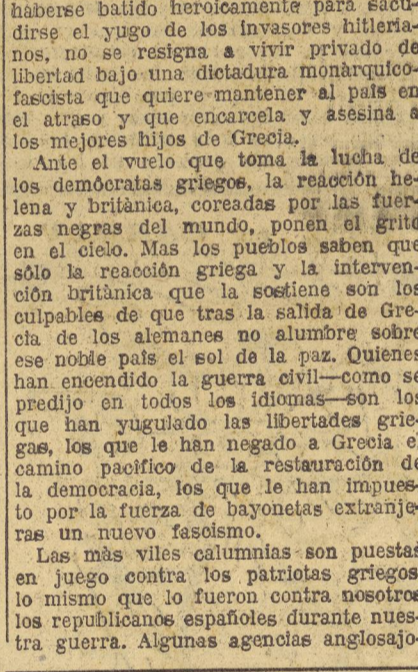 haberse batido heroicamente para sacu-
dirse el yugo de los invasores hitleria-
nos, no se resigna a vivir privado de
libertad bajo una dictadura monàrquico-
fascista que quiere mantener al país en
el atraso y que encarcela y asesina a
los mejores hijos de Grecia.
Ante el vuelo que toma la lucha de
los demócratas griegos, la reacción he-
lena y britànica, coreadas por las fuer-
zas negras del mundo, ponen el grito
en el cielo. Mas los pueblos saben que
sólo la reacción griega y la interven-
ción britànica que la sostiene son los
culpables de que tras la salida de Gre-
cia de los alemanes no alumbre sobre
ese noble país el sol de la paz. Quienes
han encendido la guerra civil—como se
predijo en todos los idiomas—son los
que han yugulado las libertades grie-
gas, los que le han negado a Grecia e
camino pacífico de la restauración de
la democracia, los que le han impues-
to por la fuerza de bayonetas extranje
ras un nuevo fascismo.
Las màs viles calumnias son puestas
en juego contra los patriotas griegos
lo mismo que lo fueron contra nosotros
los republicanos españoles durante nues-
tra guerra. Algunas agencias anglosajo-